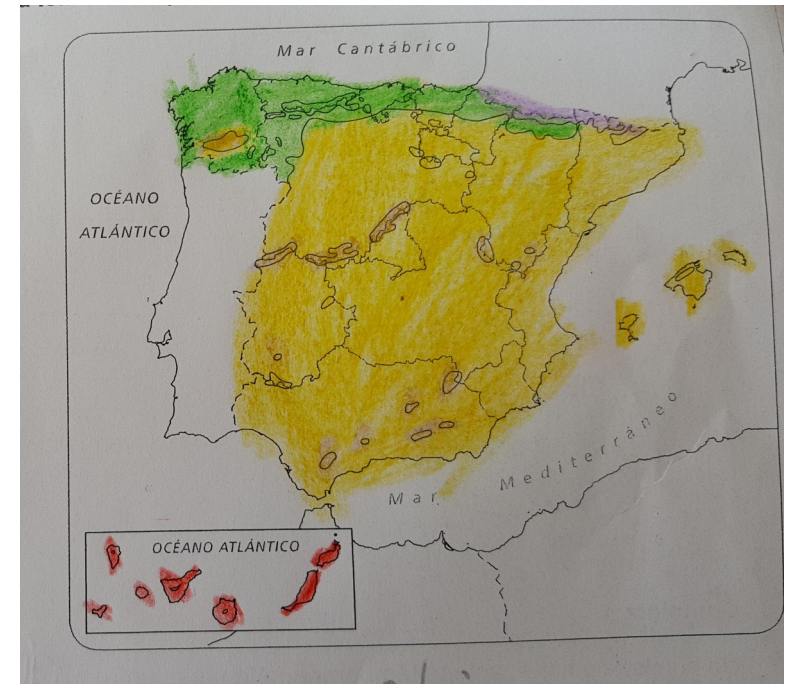 Mar Cantábrico
OCÉANO
ATLÁNTICO
Mar Mediterráneo
OCÉANO ATLÁNTICO